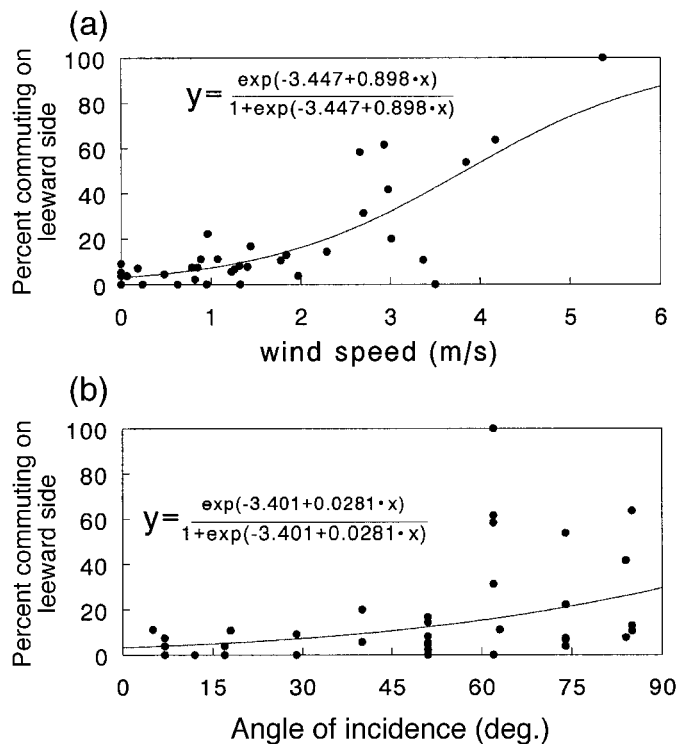 (a)
Percent commuting on
leeward side
100
80
60
40
20
0
y= exp(-3.447+0.898•x)
1+exp(-3.447+0.898•x)
0 1 2 3 4 5 6
wind speed (m/s)
(b)
Percent commuting on
leeward side
100
80
60
40
20
0
y= exp(-3.401+0.0281•x)
1+exp(-3.401+0.0281•x)
0 15 30 45 60 75 90
Angle of incidence (deg.)